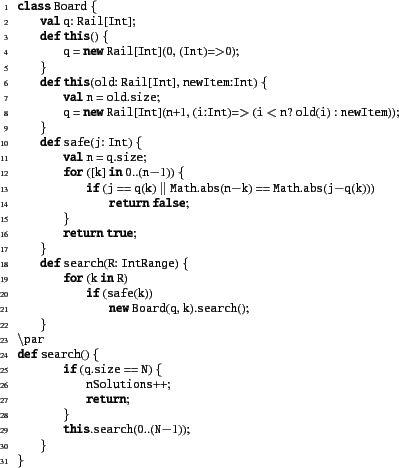 1 class Board {
2 val q: Rail[Int];
3 def this() {
4 q = new Rail[Int](0, (Int)=>0);
5 }
6 def this(old: Rail[Int], newItem:Int) {
7 val n = old.size;
8 q = new Rail[Int](n+1, (i:Int)=> (i < n? old(i) : newItem));
9 }
10 def safe(j: Int) {
11 val n = q.size;
12 for ([k] in 0..(n−1)) {
13 if (j == q(k) || Math.abs(n−k) == Math.abs(j−q(k)))
14 return false;
15 }
16 return true;
17 }
18 def search(R: IntRange) {
19 for (k in R)
20 if (safe(k))
21 new Board(q, k).search();
22 }
23 \par
24 def search() {
25 if (q.size == N) {
26 nSolutions++;
27 return;
28 }
29 this.search(0..(N−1));
30 }
31 }